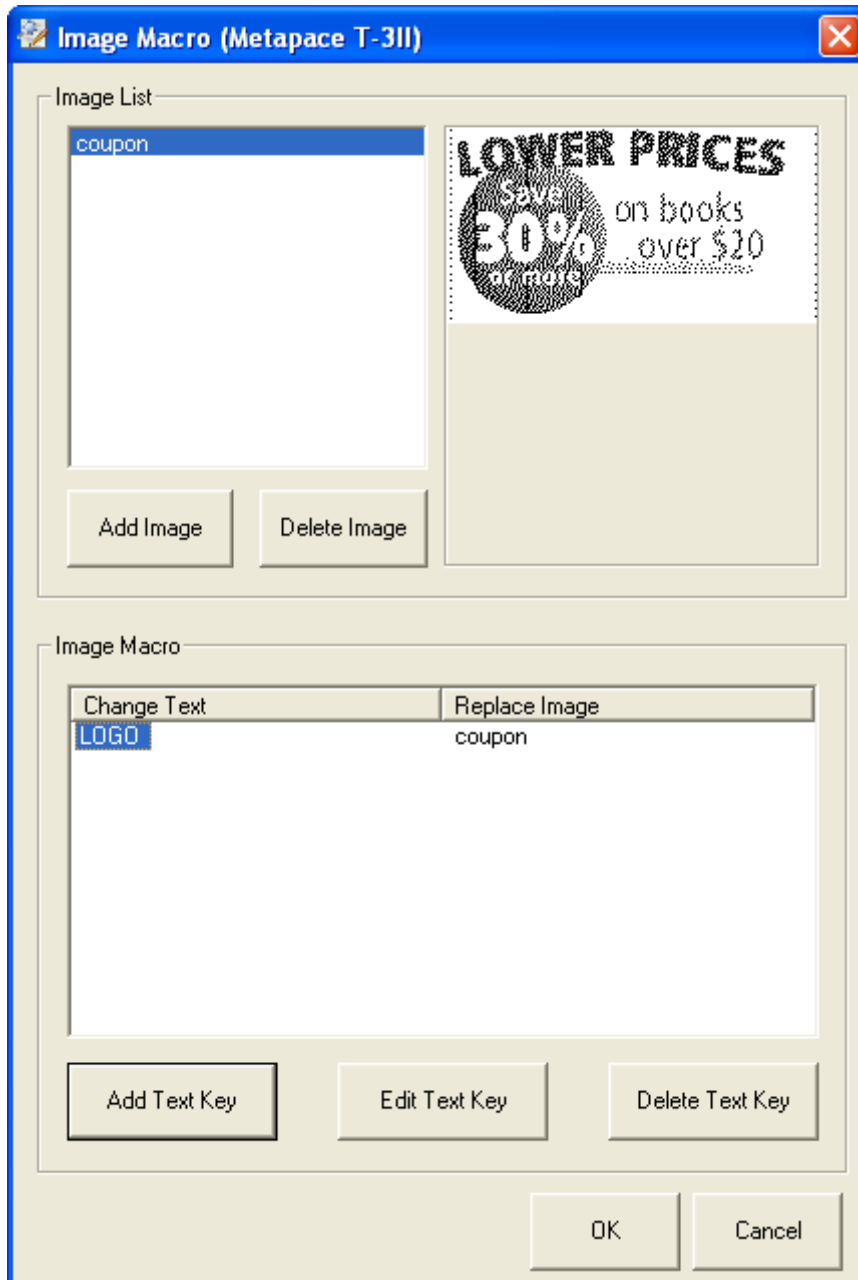 Image Macro (Metapace T-3II)
Image List
coupon
LOWER PRICES
Save
30%
or more
on books
over $20
Add Image
Delete Image
Image Macro
Change Text
Replace Image
LOGO
coupon
Add Text Key
Edit Text Key
Delete Text Key
OK
Cancel